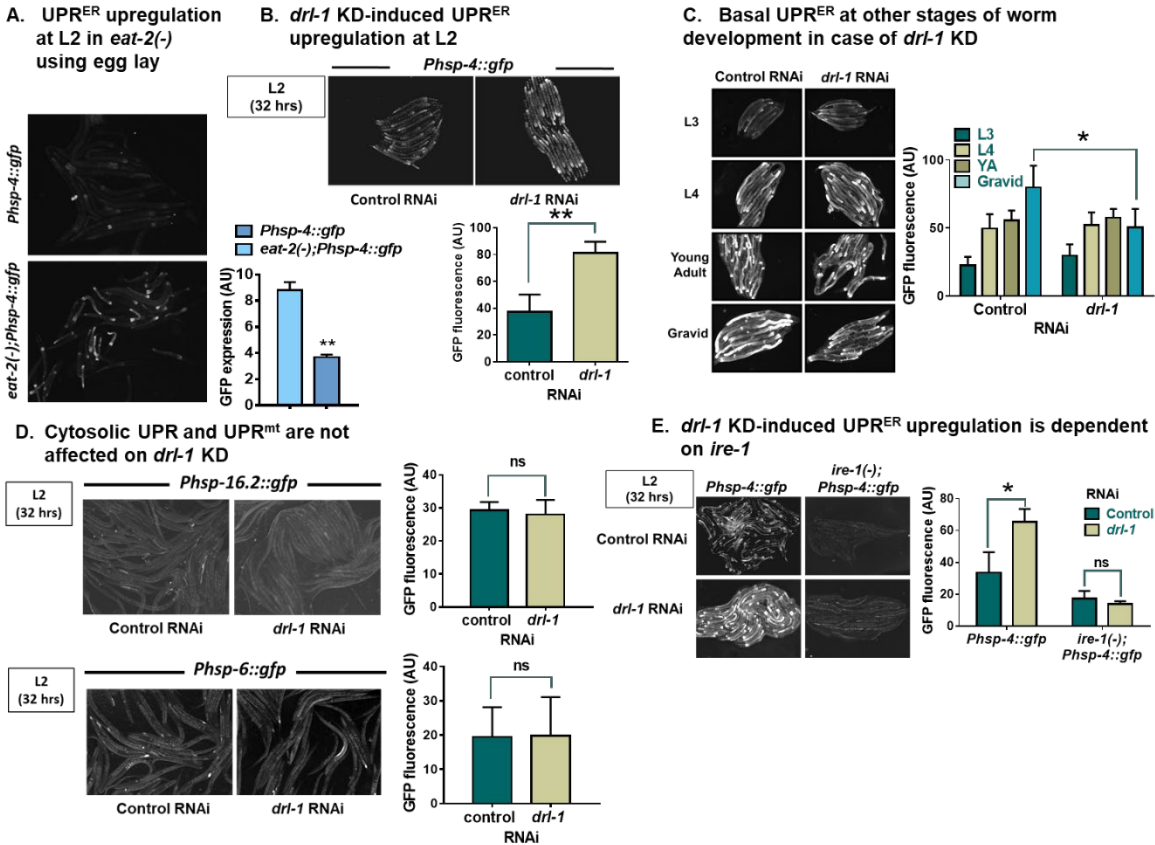 A. UPRER upregulation
at L2 in eat-2(-)
using egg lay
Phsp-4::gfp
eat-2(-);Phsp-4::gfp
Phsp-4::gfp
eat-2(-);Phsp-4::gfp
GFP expression (AU)
10
8
6
4
2
0
**
B. drl-1 KD-induced UPRER
upregulation at L2
Phsp-4::gfp
L2
(32 hrs)
Control RNAi
drl-1 RNAi
GFP fluorescence (AU)
100
80
60
40
20
0
**
control
drl-1
RNAi
C. Basal UPRER at other stages of worm
development in case of drl-1 KD
Control RNAi
drl-1 RNAi
L3
L4
Young
Adult
Gravid
L3
L4
YA
Gravid
*
GFP fluorescence (AU)
100
50
0
Control
drl-1
RNAi
D. Cytosolic UPR and UPRmt are not
affected on drl-1 KD
L2
(32 hrs)
Phsp-16.2::gfp
Control RNAi
drl-1 RNAi
GFP fluorescence (AU)
40
30
20
10
0
ns
control
drl-1
RNAi
L2
(32 hrs)
Phsp-6::gfp
Control RNAi
drl-1 RNAi
GFP fluorescence (AU)
40
30
20
10
0
ns
control
drl-1
RNAi
E. drl-1 KD-induced UPRER upregulation is dependent
on ire-1
L2
(32 hrs)
Phsp-4::gfp
ire-1(-);
Phsp-4::gfp
Control RNAi
drl-1 RNAi
GFP fluorescence (AU)
80
60
40
20
0
*
ns
RNAi
Control
drl-1
Phsp-4::gfp
ire-1(-);
Phsp-4::gfp